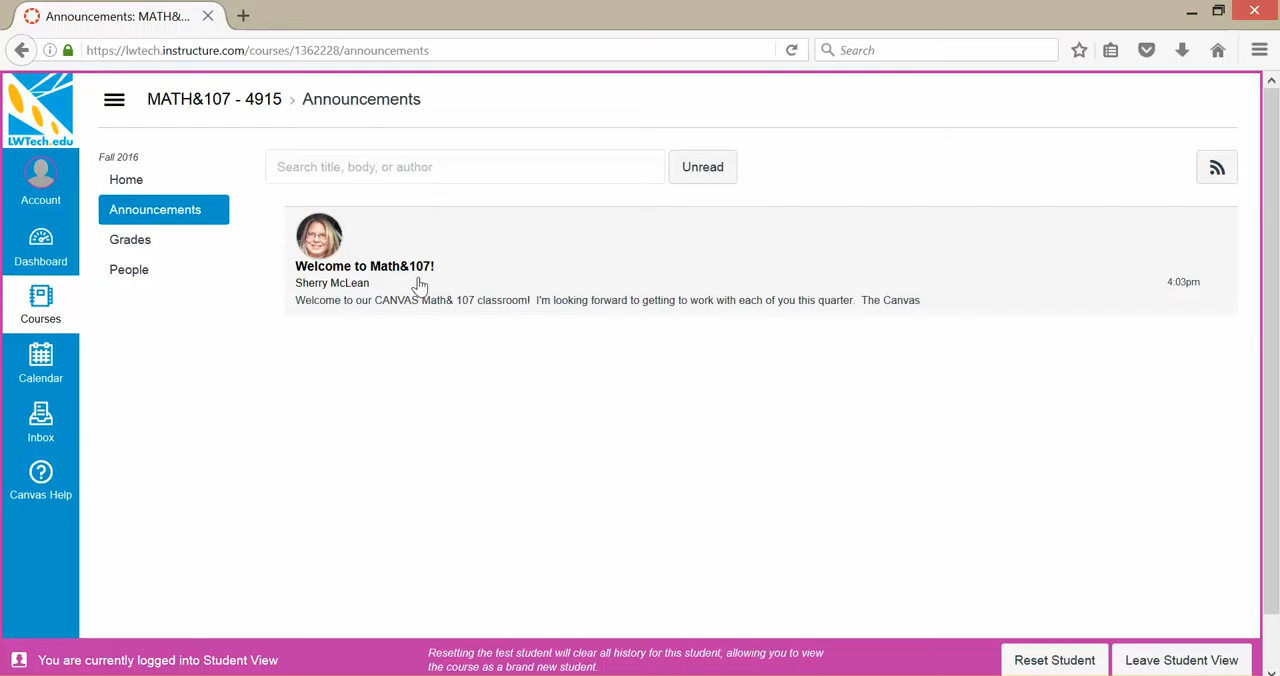 Announcements: MATH&...
https://lwtech.instructure.com/courses/1362228/announcements
Search
LWTech.edu
MATH&107 - 4915 › Announcements
Fall 2016
Home
Announcements
Grades
People
Account
Dashboard
Courses
Calendar
Inbox
Canvas Help
Search title, body, or author
Unread
Welcome to Math&107!
Sherry McLean
4:03pm
Welcome to our CANVAS Math& 107 classroom! I'm looking forward to getting to work with each of you this quarter. The Canvas
You are currently logged into Student View
Resetting the test student will clear all history for this student, allowing you to view
the course as a brand new student.
Reset Student
Leave Student View